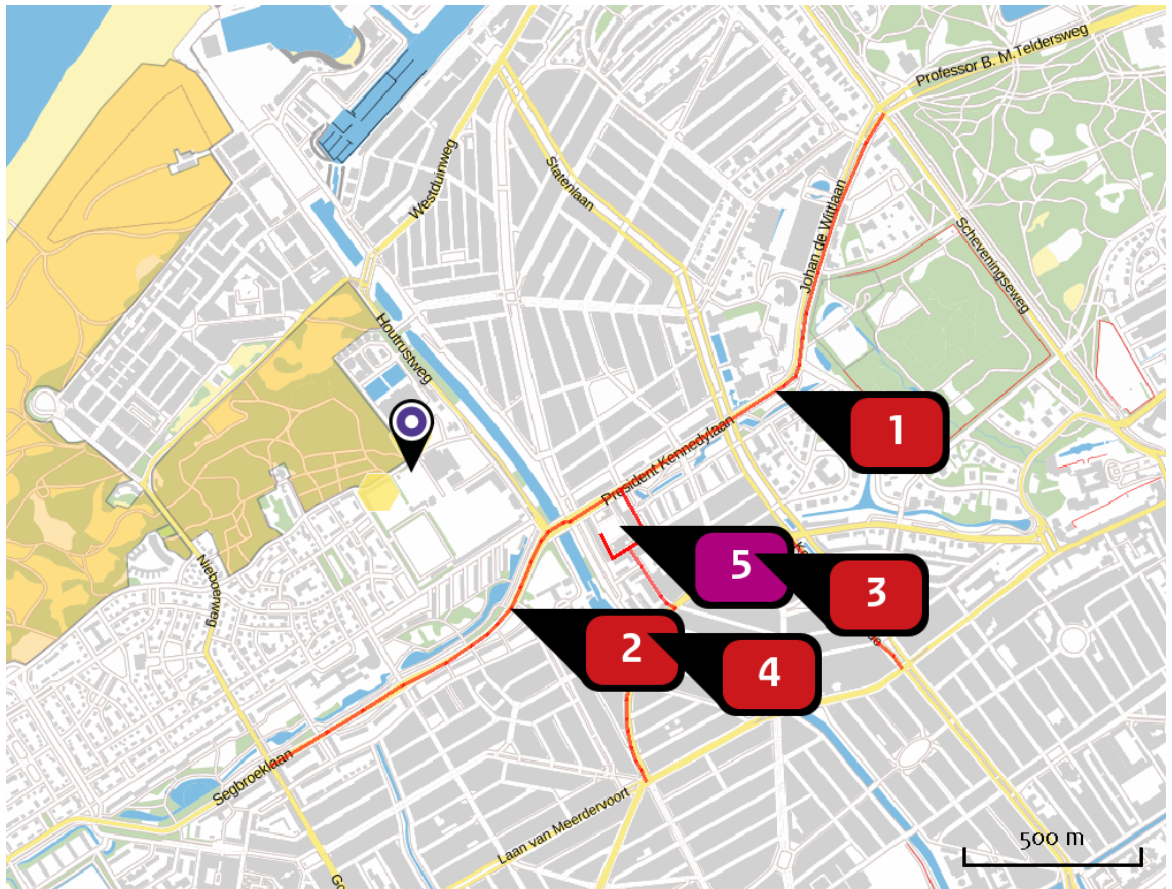 Professor B. M.Teldersweg
Westduinweg
Statenlaan
Johan de Wittlaan
Scheveningseweg
Houtrustweg
1
President Kennedylaan
5
3
Nieboerweg
2
4
Segbroeklaan
Laan van Meerdervoort
500 m
Go